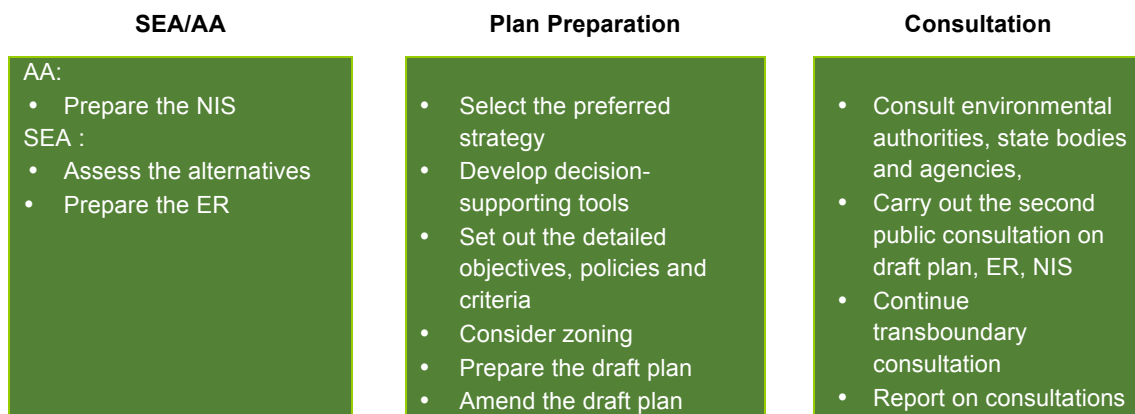 SEA/AA
AA:
• Prepare the NIS
SEA :
• Assess the alternatives
• Prepare the ER
Plan Preparation
• Select the preferred
strategy
• Develop decision-
supporting tools
• Set out the detailed
objectives, policies and
criteria
• Consider zoning
• Prepare the draft plan
• Amend the draft plan
Consultation
• Consult environmental
authorities, state bodies
and agencies,
• Carry out the second
public consultation on
draft plan, ER, NIS
• Continue
transboundary
consultation
• Report on consultations